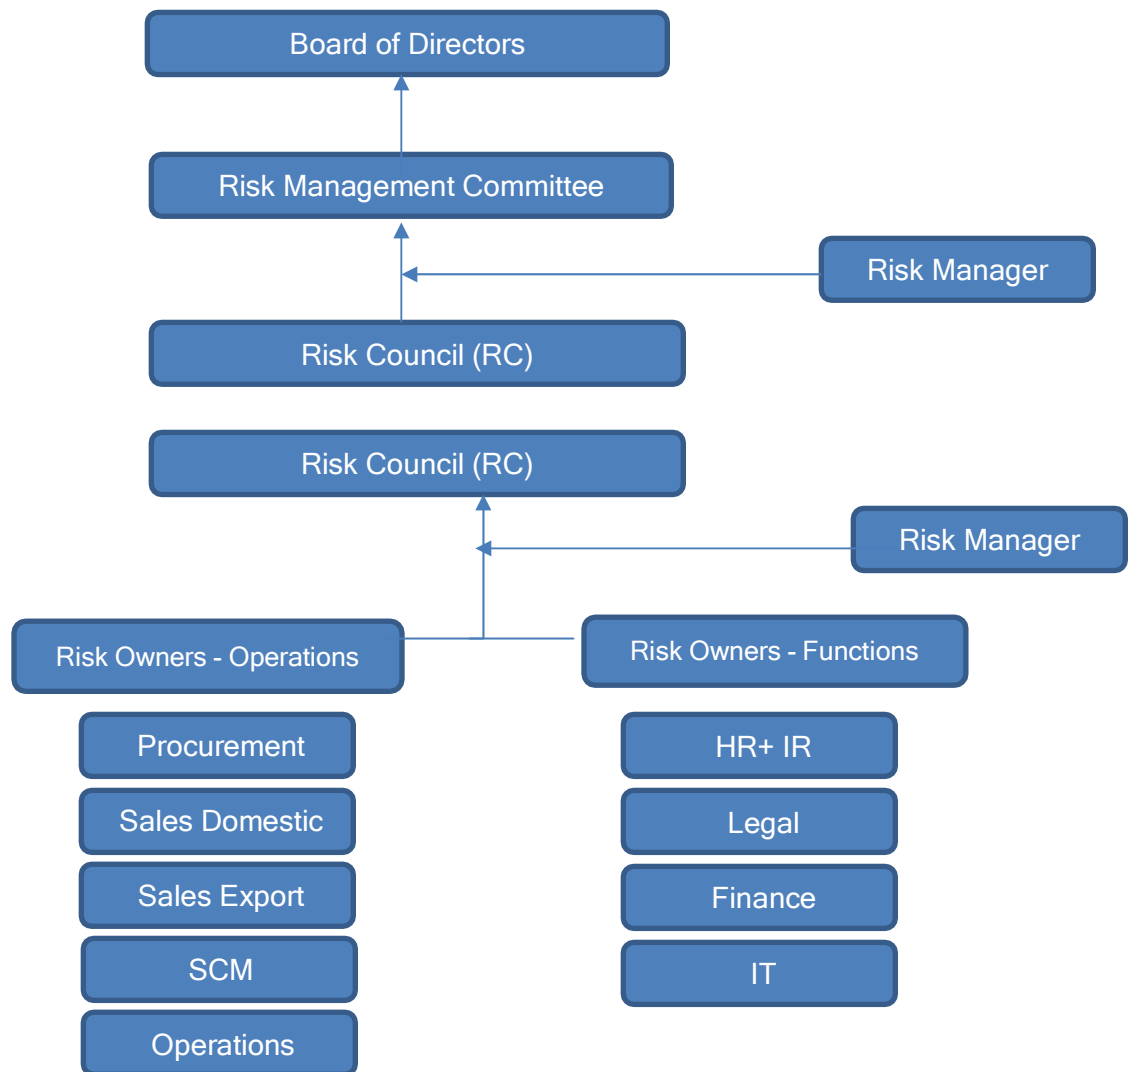 Board of Directors
Risk Management Committee
Risk Manager
Risk Council (RC)
Risk Council (RC)
Risk Manager
Risk Owners - Operations
Risk Owners - Functions
Procurement
HR+ IR
Sales Domestic
Legal
Sales Export
Finance
SCM
IT
Operations